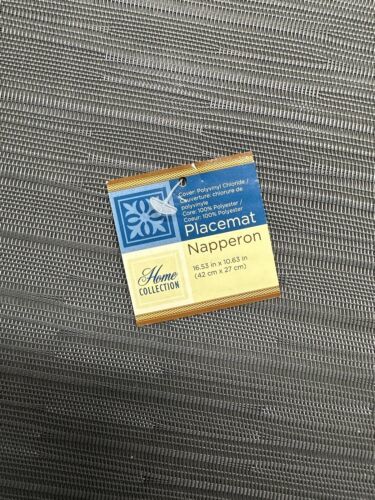 Cover: Polyvinyl Chloride /
Couverture: chlorure de
polyvinyle
Core: 100% Polyester /
Coeur: 100% Polyester
Placemat
Napperon
16.53 in x 10.63 in
(42 cm x 27 cm)
Home
COLLECTION